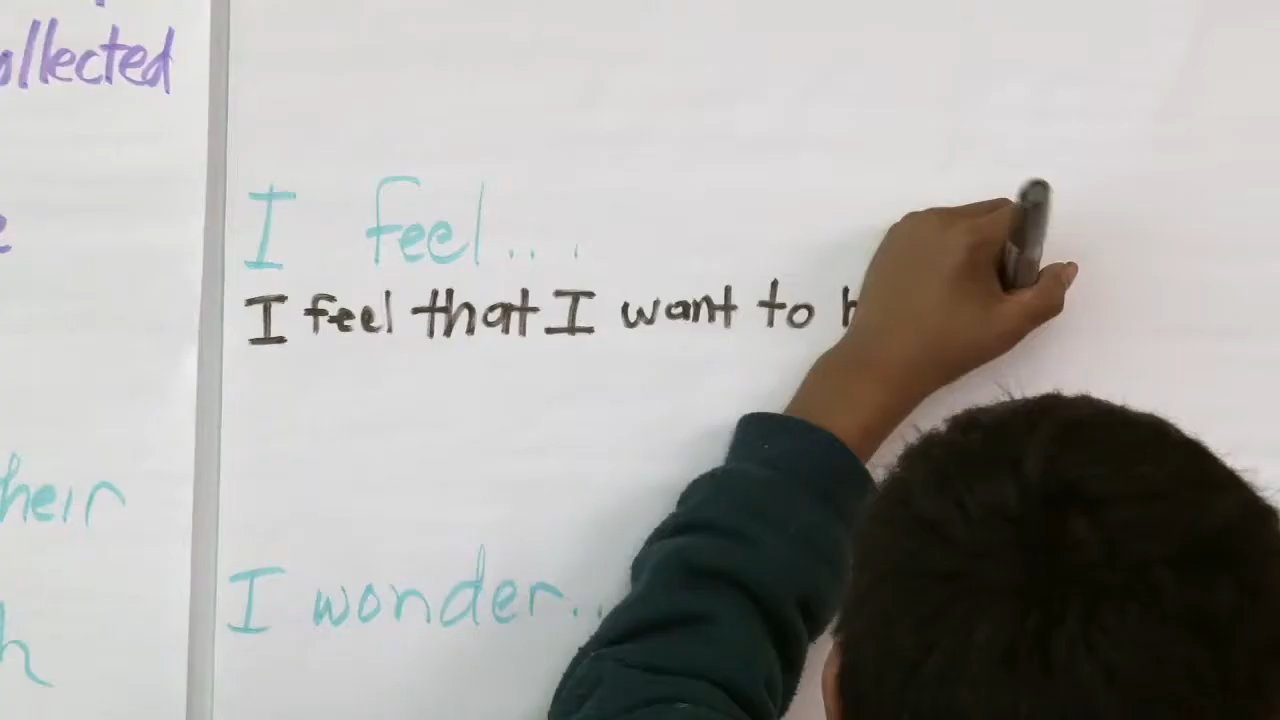 ollected
I feel...
I feel that I want to
heir
I wonder..